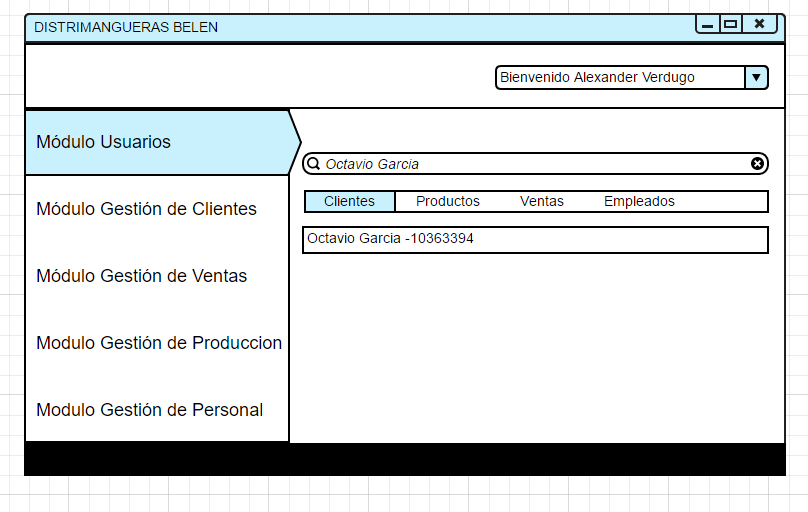 DISTRIMANGUERAS BELEN
Bienvenido Alexander Verdugo
Módulo Usuarios
Octavio Garcia
Clientes Productos Ventas Empleados
Módulo Gestión de Clientes
Octavio Garcia -10363394
Módulo Gestión de Ventas
Modulo Gestión de Produccion
Modulo Gestión de Personal